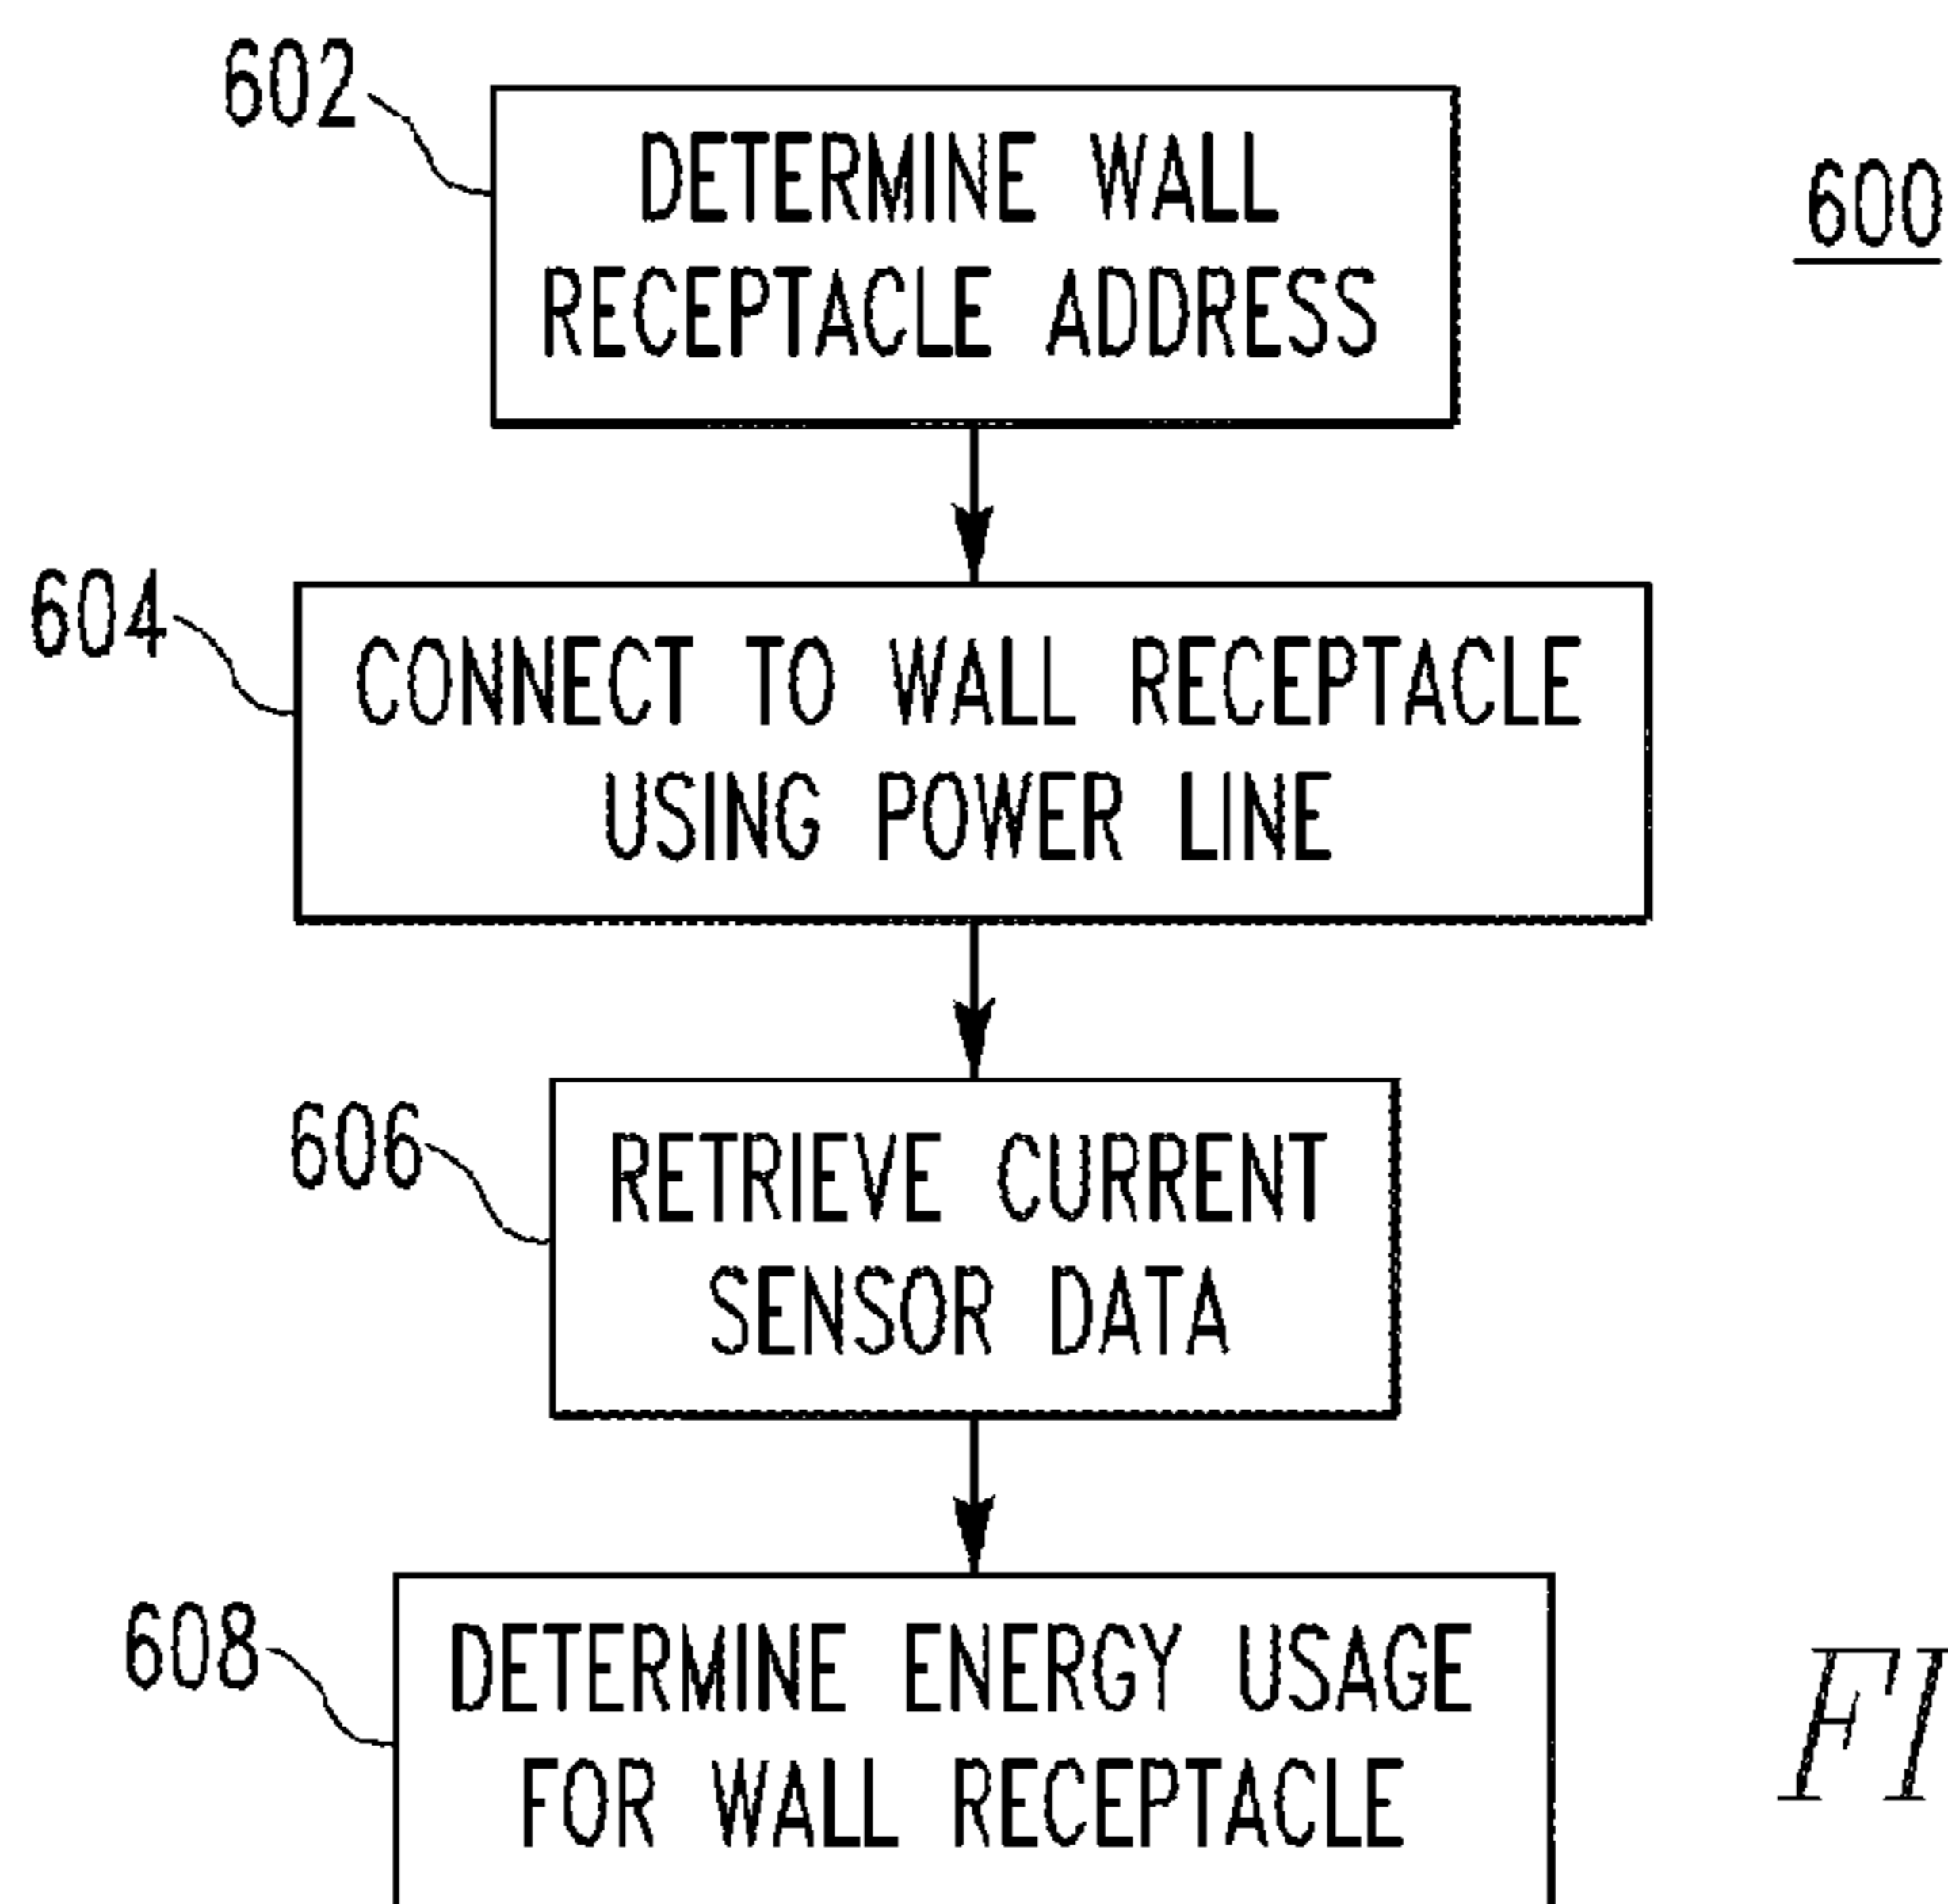 602
DETERMINE WALL
RECEPTACLE ADDRESS
600
604
CONNECT TO WALL RECEPTACLE
USING POWER LINE
606
RETRIEVE CURRENT
SENSOR DATA
608
DETERMINE ENERGY USAGE
FOR WALL RECEPTACLE
FI